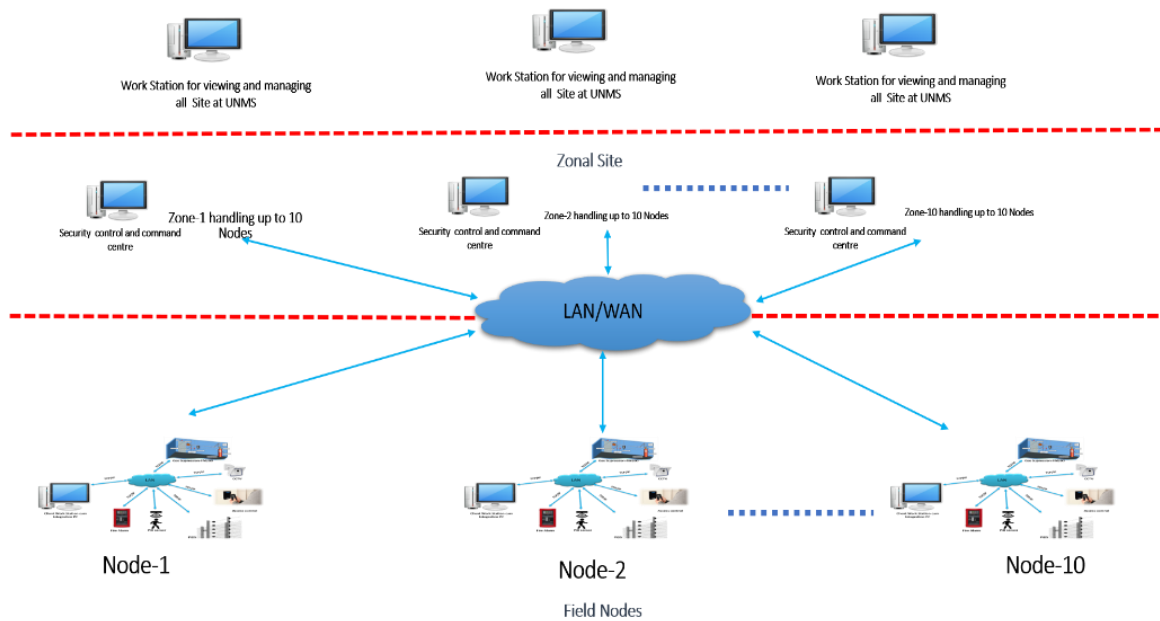 Work Station for viewing and managing
all Site at UNMS
Work Station for viewing and managing
all Site at UNMS
Work Station for viewing and managing
all Site at UNMS
Zonal Site
Zone-1 handling up to 10
Nodes
Security control and command
centre
Zone-2 handling up to 10 Nodes
Security control and command
centre
Zone-10 handling up to 10 Nodes
Security control and command
centre
LAN/WAN
LAN
LAN
LAN
Node-1
Node-2
Node-10
Field Nodes